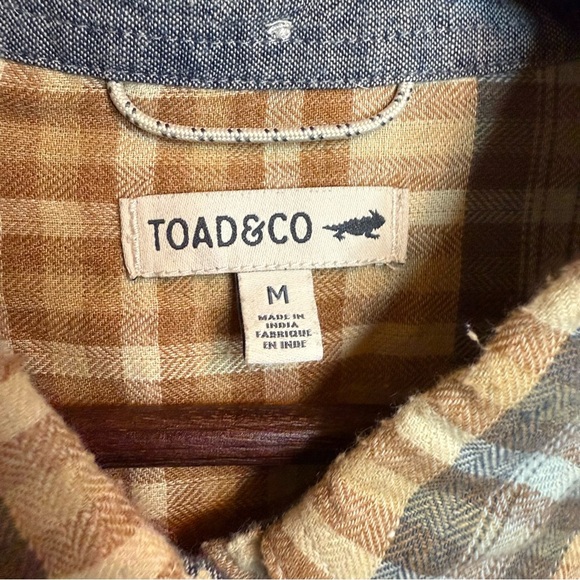 TOAD&CO
M
MADE IN
INDIA
FABRIQUE
EN INDE